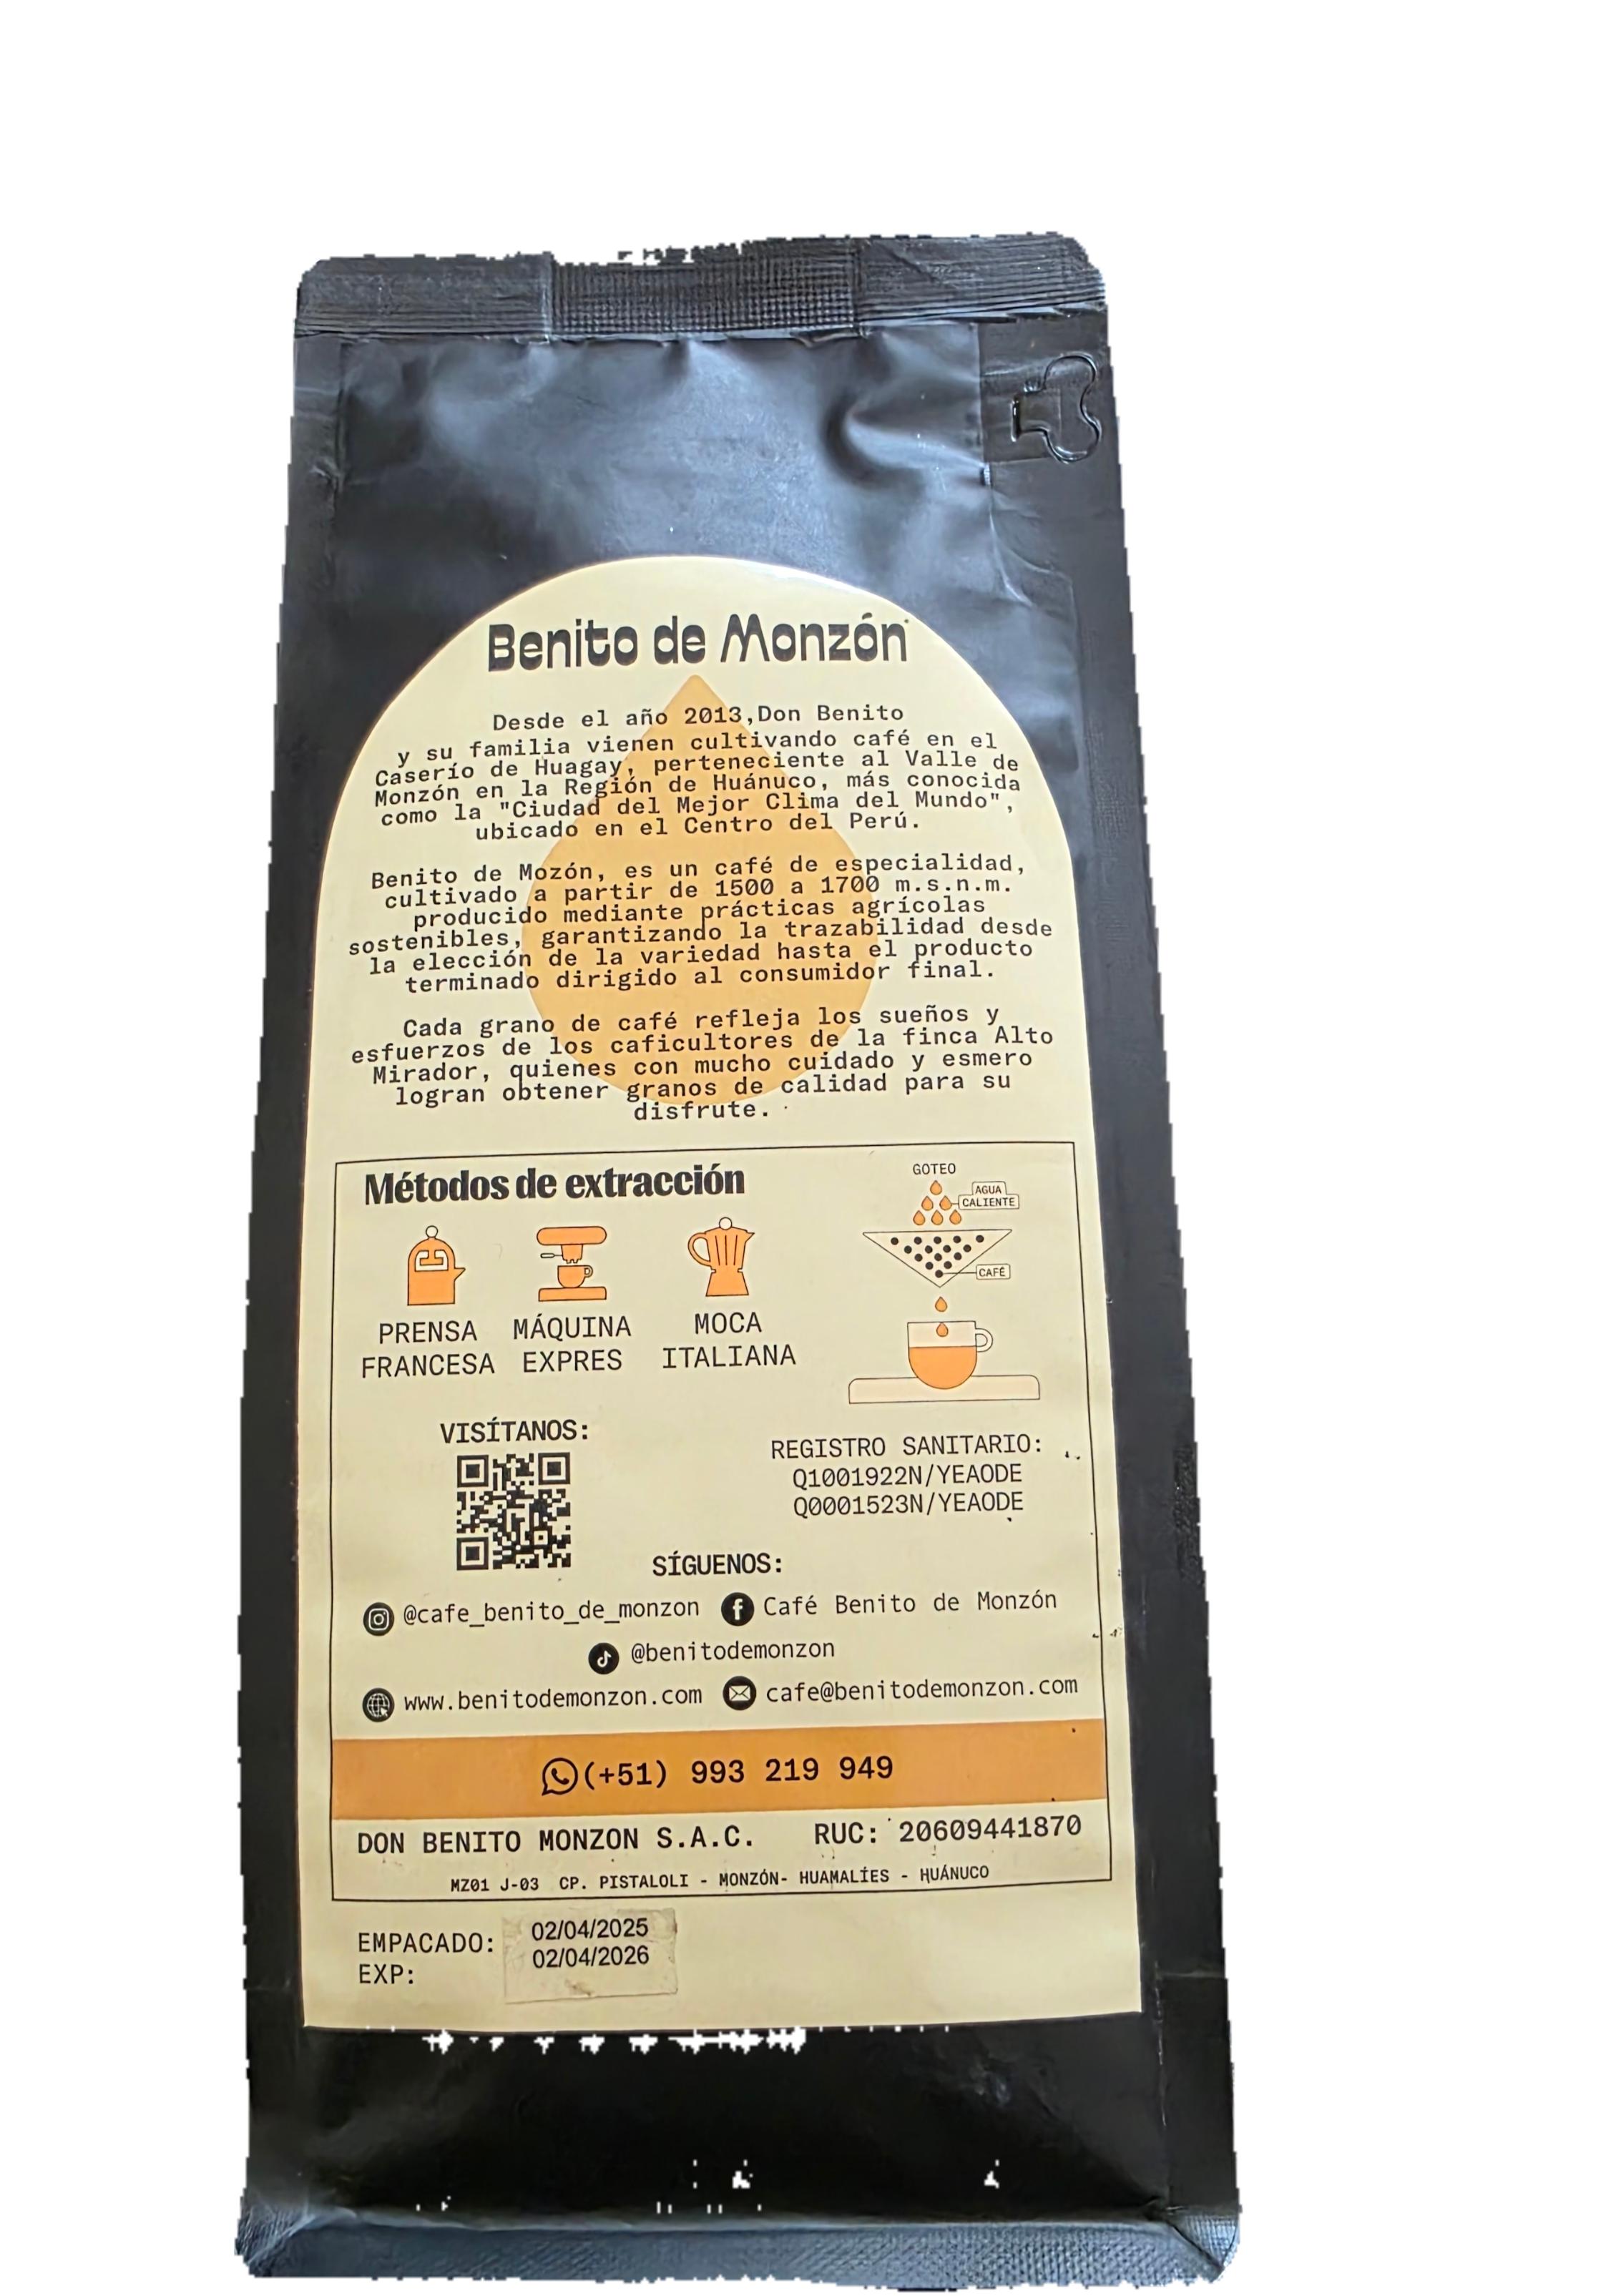 Benito de Monzón
Desde el año 2013,Don Benito
y su familia vienen cultivando café en el
Caserío de Huagay, perteneciente al Valle de
Monzón en la Región de Huánuco, más conocida
como la "Ciudad del Mejor Clima del Mundo",
ubicado en el Centro del Perú.
Benito de Mozón, es un café de especialidad,
cultivado a partir de 1500 a 1700 m.s.n.m.
producido mediante prácticas agrícolas
sostenibles, garantizando la trazabilidad desde
la elección de la variedad hasta el producto
terminado dirigido al consumidor final.
Cada grano de café refleja los sueños y
esfuerzos de los caficultores de la finca Alto
Mirador, quienes con mucho cuidado y esmero
logran obtener granos de calidad para su
disfrute.
Métodos de extracción
GOTEO
AGUA
CALIENTE
CAFÉ
PRENSA
FRANCESA
MÁQUINA
EXPRES
MOCA
ITALIANA
VISÍTANOS:
REGISTRO SANITARIO:
Q1001922N/YEAODE
Q0001523N/YEAODE
SÍGUENOS:
@cafe_benito_de_monzon
Café Benito de Monzón
@benitodemonzon
www.benitodemonzon.com
cafe@benitodemonzon.com
(+51) 993 219 949
DON BENITO MONZON S.A.C. RUC: 20609441870
MZ01 J-03 CP. PISTALOLI - MONZÓN- HUAMALÍES - HUÁNUCO
EMPACADO: 02/04/2025
EXP: 02/04/2026